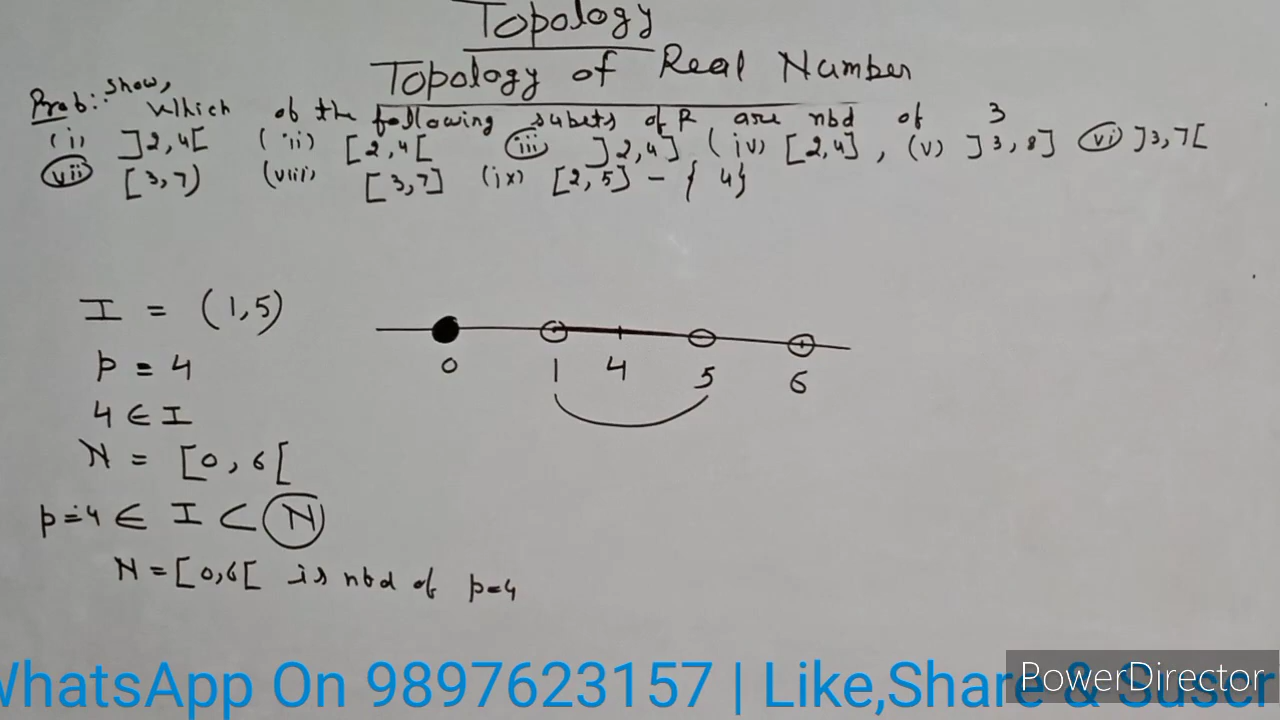 Topology
Topology of Real Number
Prob:. show, Which of the following subets of R are nbd of 3
(i) ]2,4[ (ii) [2,4[ (iii) ]2,4] (iv) [2,4] , (v) ]3,8] (vi) ]3,7[
(vii) [3,7) (viii) [3,7] (ix) [2,5] - { 4}
I = (1,5)
0 1 4 5 6
p = 4
4 ∈ I
N = [0,6[
p=4 ∈ I ⊂ N
N = [0,6[ is nbd of p=4
WhatsApp On 9897623157 | Like,Share & Suscr
PowerDirector